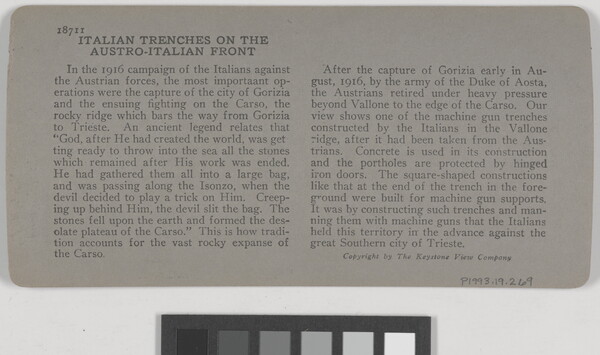 18711
ITALIAN TRENCHES ON THE
AUSTRO-ITALIAN FRONT
In the 1916 campaign of the Italians against
the Austrian forces, the most importaant op-
erations were the capture of the city of Gorizia
and the ensuing fighting on the Carso, the
rocky ridge which bars the way from Gorizia
to Trieste. An ancient legend relates that
"God, after He had created the world, was get
ting ready to throw into the sea all the stones
which remained after His work was ended.
He had gathered them all into a large bag,
and was passing along the Isonzo, when the
devil decided to play a trick on Him. Creep-
ing up behind Him, the devil slit the bag. The
stones fell upon the earth and formed the des-
olate plateau of the Carso." This is how tradi-
tion accounts for the vast rocky expanse of
the Carso.
After the capture of Gorizia early in Au-
gust, 1916, by the army of the Duke of Aosta,
the Austrians retired under heavy pressure
beyond Vallone to the edge of the Carso. Our
view shows one of the machine gun trenches
constructed by the Italians in the Vallone
ridge, after it had been taken from the Aus-
trians. Concrete is used in its construction
and the portholes are protected by hinged
iron doors. The square-shaped constructions
like that at the end of the trench in the fore-
ground were built for machine gun supports.
It was by constructing such trenches and man-
ning them with machine guns that the Italians
held this territory in the advance against the
great Southern city of Trieste.
Copyright by The Keystone View Company
P1993.19.269